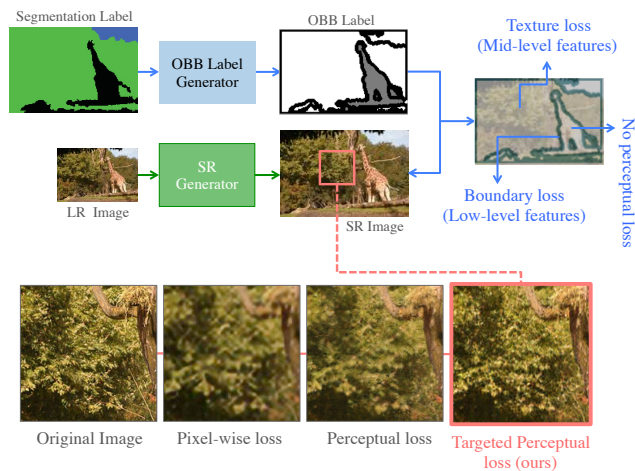 Segmentation Label
OBB Label
Generator
OBB Label
Texture loss
(Mid-level features)
No perceptual
loss
Boundary loss
(Low-level features)
LR Image
SR
Generator
SR Image
Original Image
Pixel-wise loss
Perceptual loss
Targeted Perceptual
loss (ours)